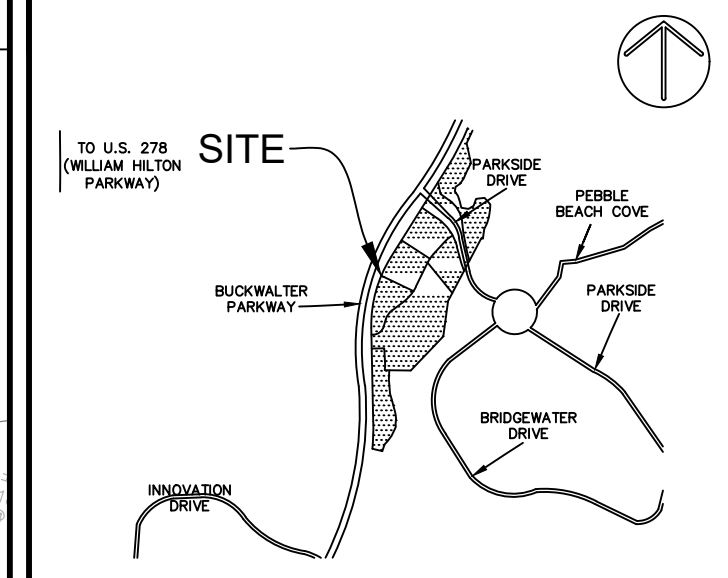 TO U.S. 278
(WILLIAM HILTON
PARKWAY)
SITE
PARKSIDE
DRIVE
PEBBLE
BEACH COVE
BUCKWALTER
PARKWAY
PARKSIDE
DRIVE
BRIDGEWATER
DRIVE
INNOVATION
DRIVE